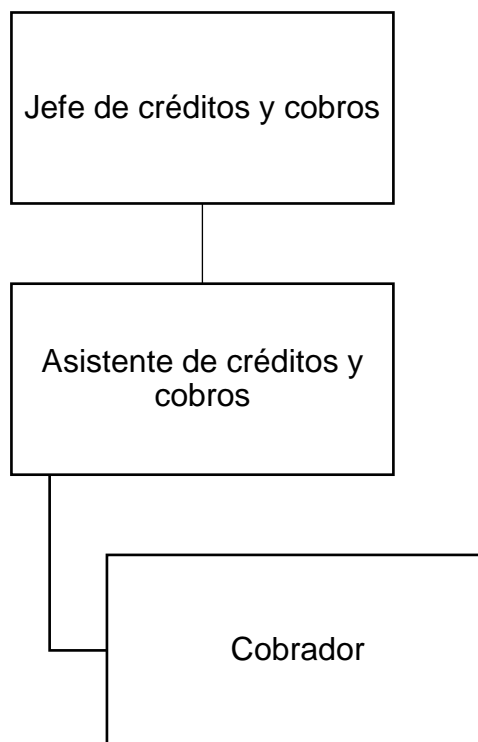 Jefe de créditos y cobros
Asistente de créditos y
cobros
Cobrador